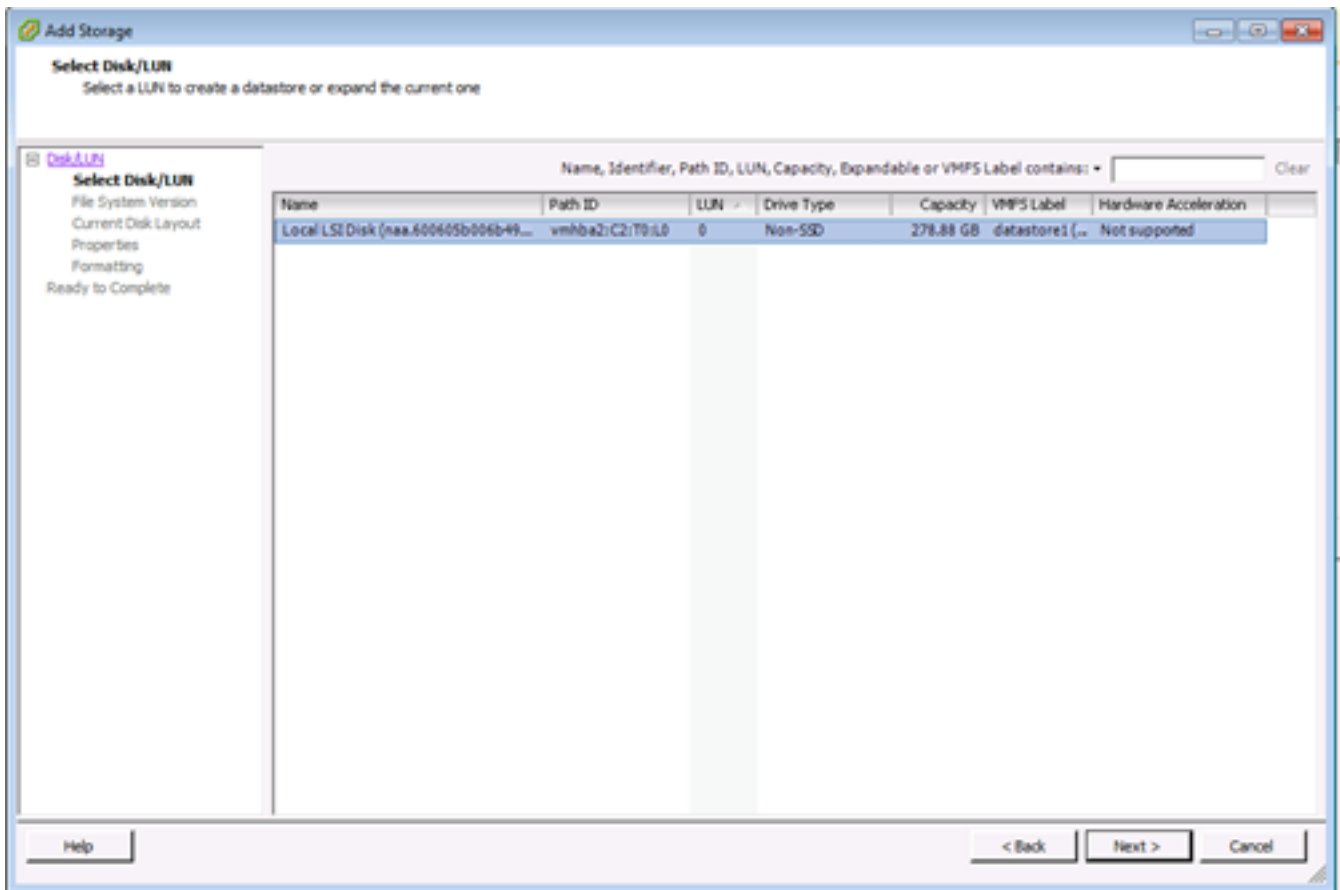 Add Storage
Select Disk/LUN
Select a LUN to create a datastore or expand the current one
Disk/LUN
Select Disk/LUN
File System Version
Current Disk Layout
Properties
Formatting
Ready to Complete
Name, Identifier, Path ID, LUN, Capacity, Expandable or VMFS Label contains: Clear
Name Path ID LUN Drive Type Capacity VMFS Label Hardware Acceleration
Local LSI Disk (naa.600605b006b49... vmhba2:C2:T0:L0 0 Non-SSD 278.88 GB datastore1 (... Not supported
Help < Back Next > Cancel